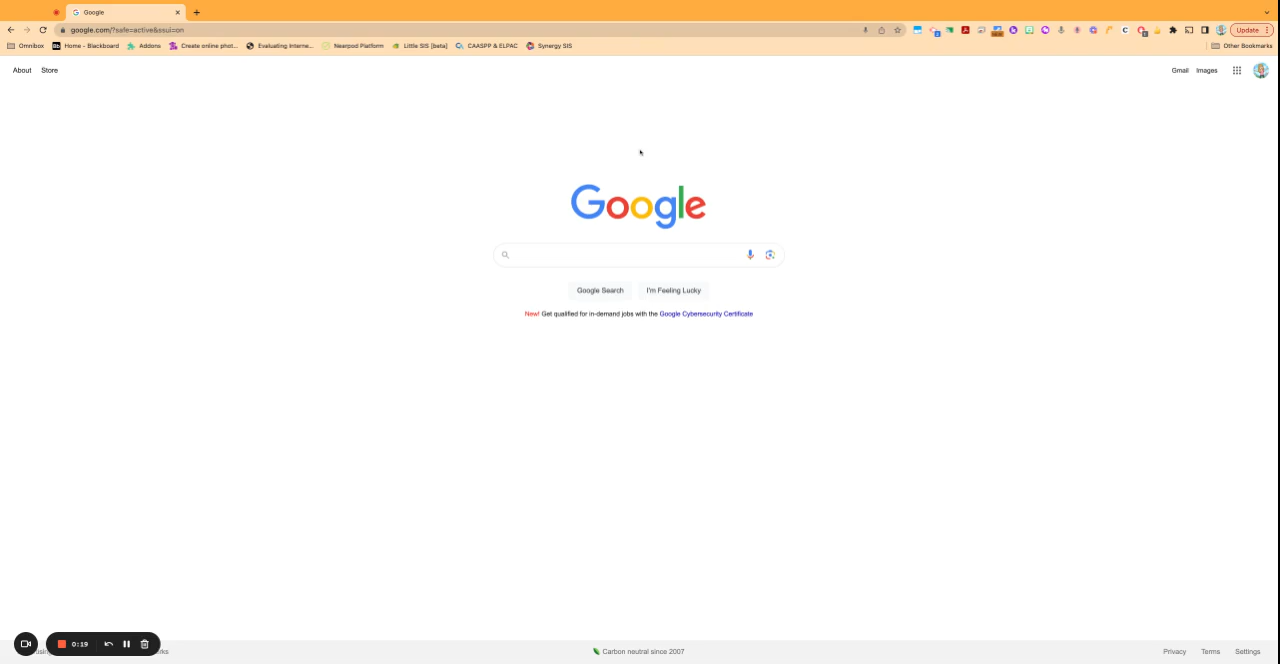 Google
google.com/?safe=active&ssui=on
Update
Omnibox
Home - Blackboard
Addons
Create online phot...
Evaluating Interne...
Nearpod Platform
Little SIS [beta]
CAASPP & ELPAC
Synergy SIS
Other Bookmarks
About
Store
Gmail
Images
Google
Google Search
I'm Feeling Lucky
New! Get qualified for in-demand jobs with the Google Cybersecurity Certificate
0:19
Carbon neutral since 2007
Privacy
Terms
Settings